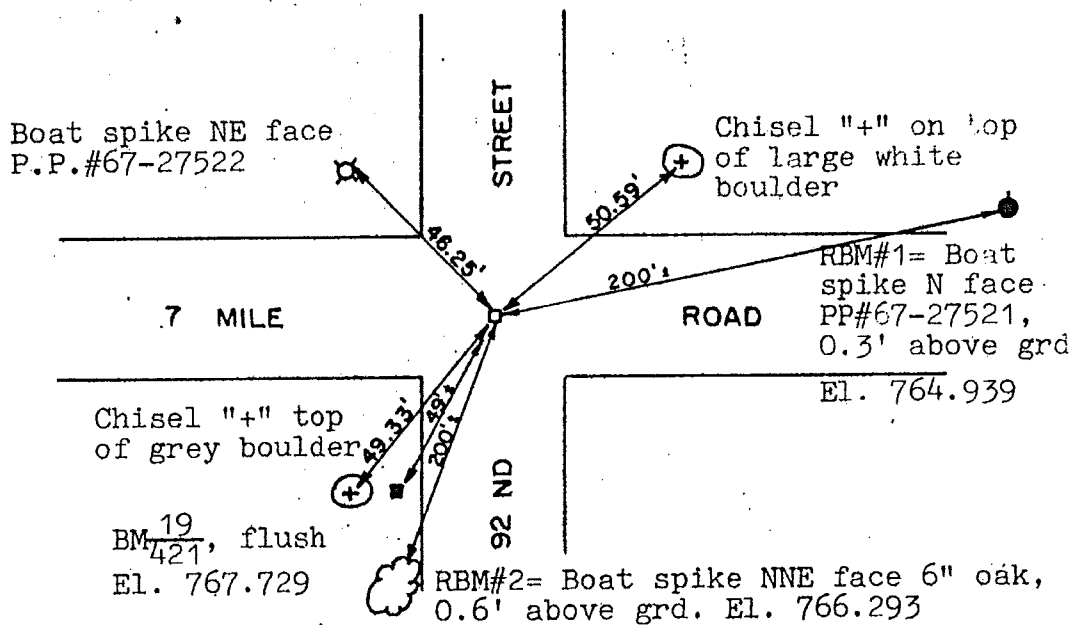 Boat spike NE face
P.P.#67-27522
STREET
Chisel "+" on top
of large white
boulder
46.25'
50.59'
200'±
RBM#1= Boat
spike N face
PP#67-27521,
0.3' above grd
El. 764.939
7 MILE
ROAD
Chisel "+" top
of grey boulder
49.33'
49'±
200'±
92 ND
BM 19/421, flush
El. 767.729
RBM#2= Boat spike NNE face 6" oak,
0.6' above grd. El. 766.293